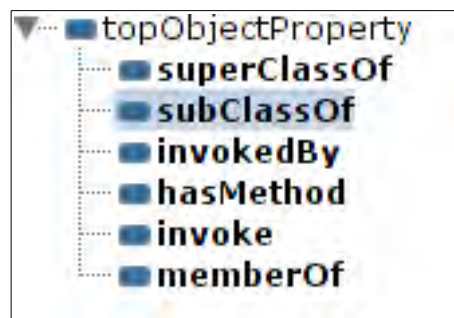 topObjectProperty
superClassOf
subClassOf
invokedBy
hasMethod
invoke
memberOf